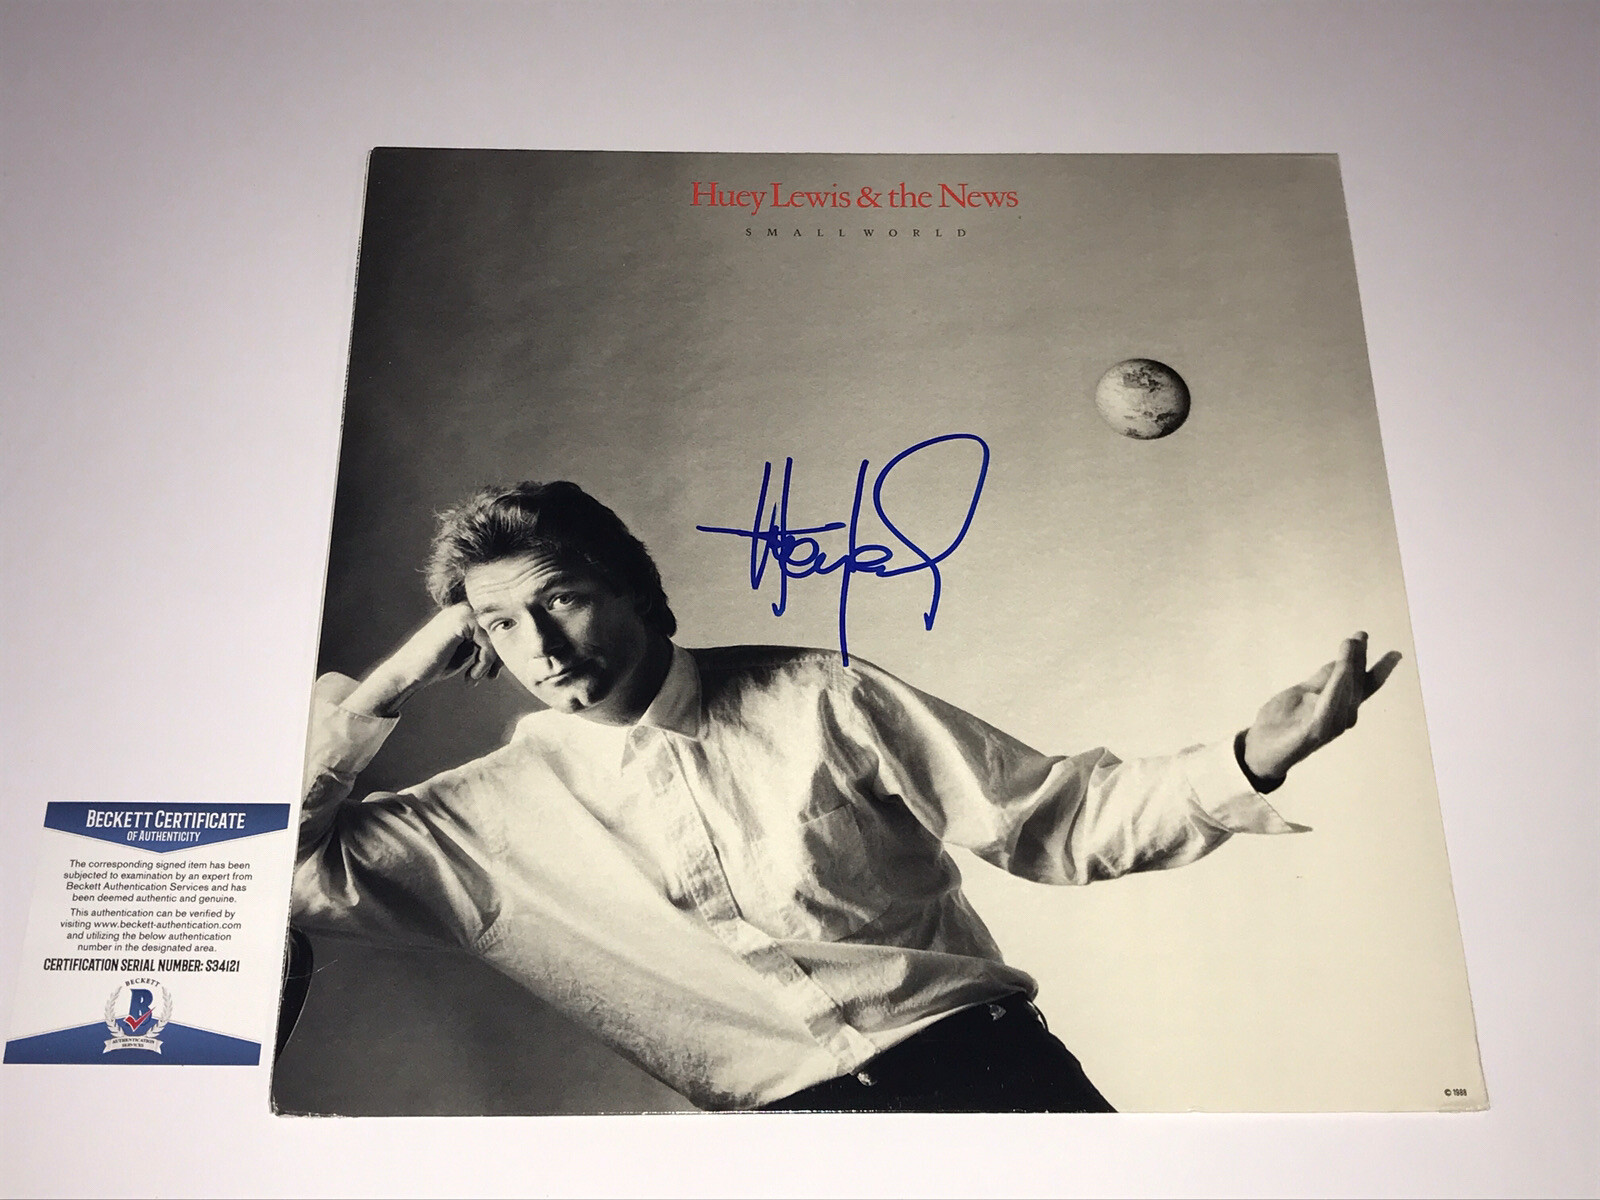 Huey Lewis & the News
SMALL WORLD
BECKETT CERTIFICATE
OF AUTHENTICITY
The corresponding signed item has been
subjected to examination by an expert from
Beckett Authentication Services and has
been deemed authentic and genuine.
This authentication can be verified by
visiting www.beckett-authentication.com
and utilizing the below authentication
number in the designated area.
CERTIFICATION SERIAL NUMBER: S34121
BECKETT
B
AUTHENTICATION
SERVICES
© 1988